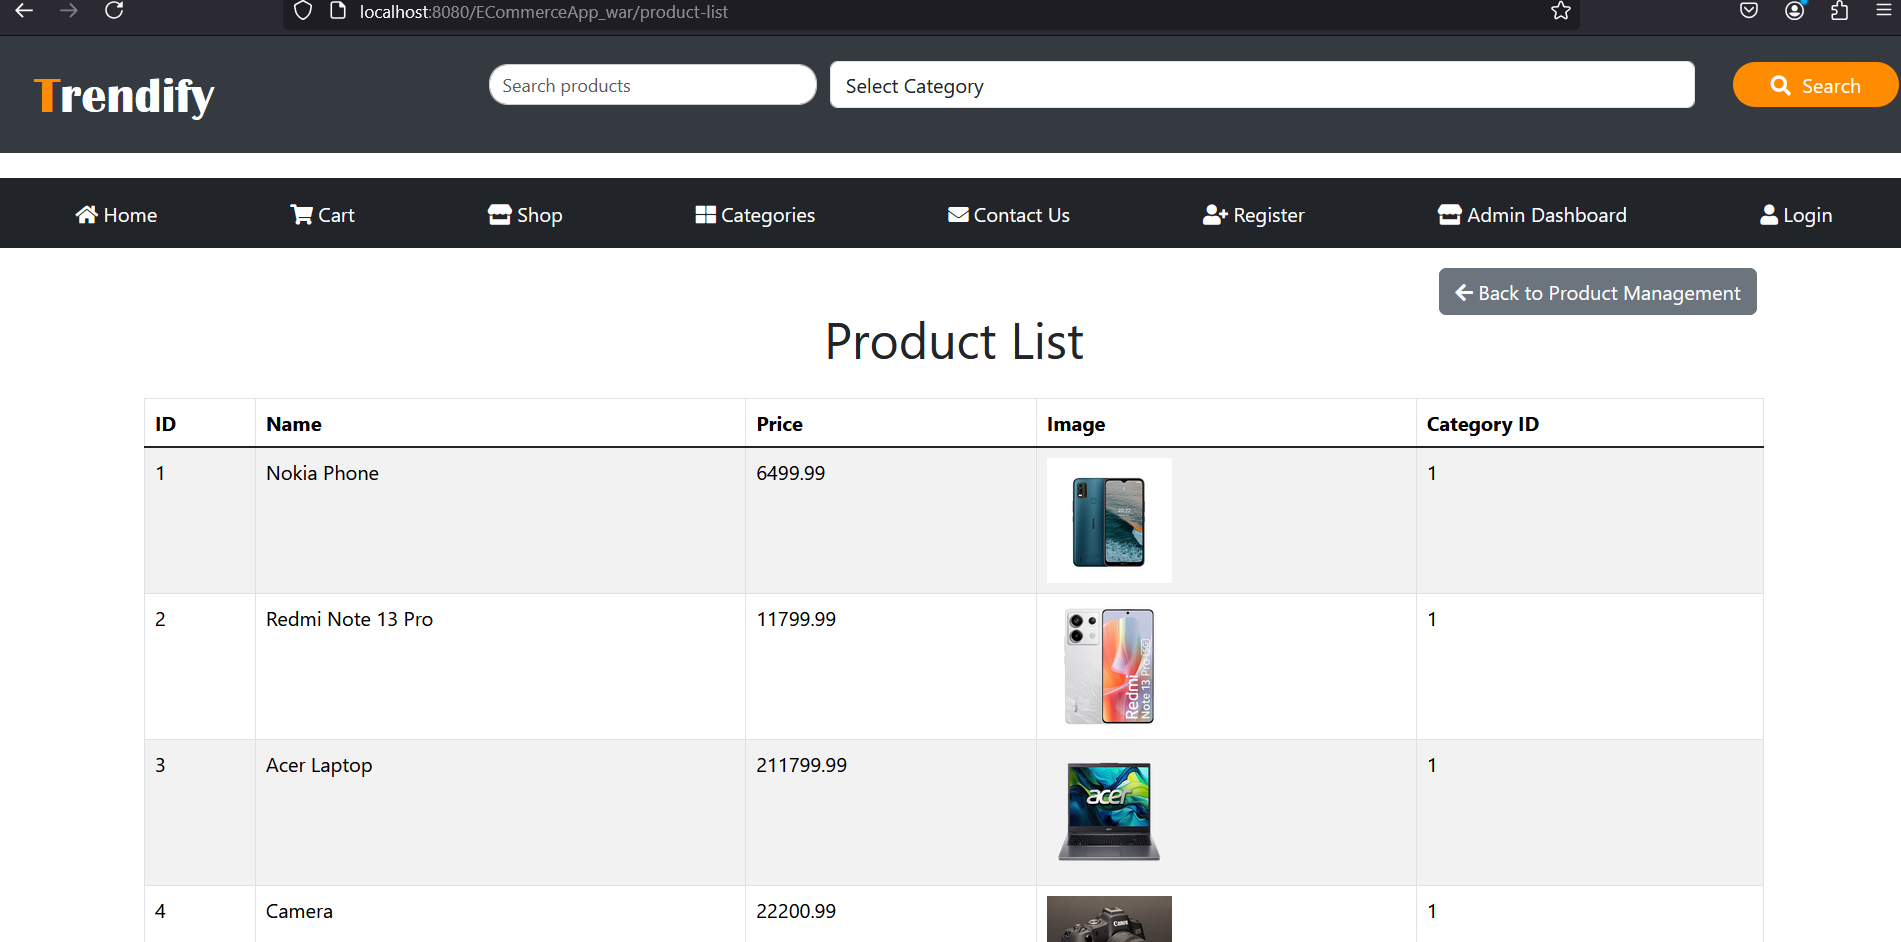 localhost:8080/ECommerceApp_war/product-list
Trendify
Search products
Select Category
Search
Home
Cart
Shop
Categories
Contact Us
Register
Admin Dashboard
Login
Back to Product Management
Product List
ID Name Price Image Category ID
1 Nokia Phone 6499.99 1
2 Redmi Note 13 Pro 11799.99 1
Redmi
Note 13 Pro 5G
3 Acer Laptop 211799.99 1
acer
4 Camera 22200.99 1
Canon